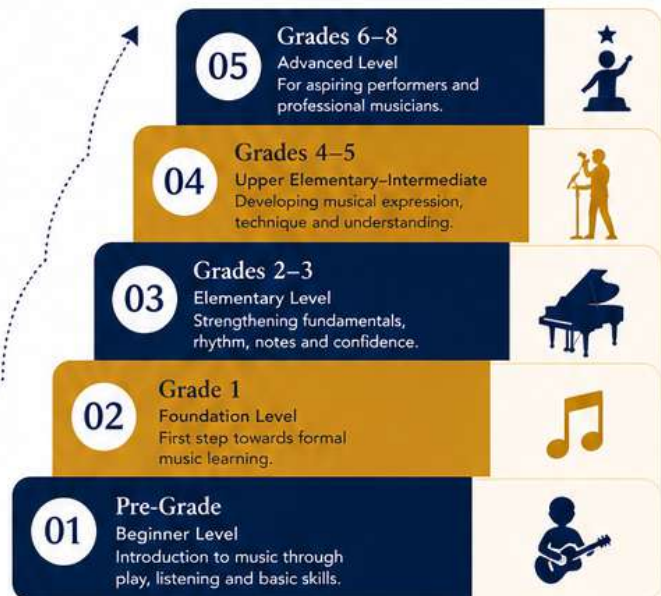 05
Grades 6–8
Advanced Level
For aspiring performers and
professional musicians.
04
Grades 4–5
Upper Elementary–Intermediate
Developing musical expression,
technique and understanding.
03
Grades 2–3
Elementary Level
Strengthening fundamentals,
rhythm, notes and confidence.
02
Grade 1
Foundation Level
First step towards formal
music learning.
01
Pre-Grade
Beginner Level
Introduction to music through
play, listening and basic skills.